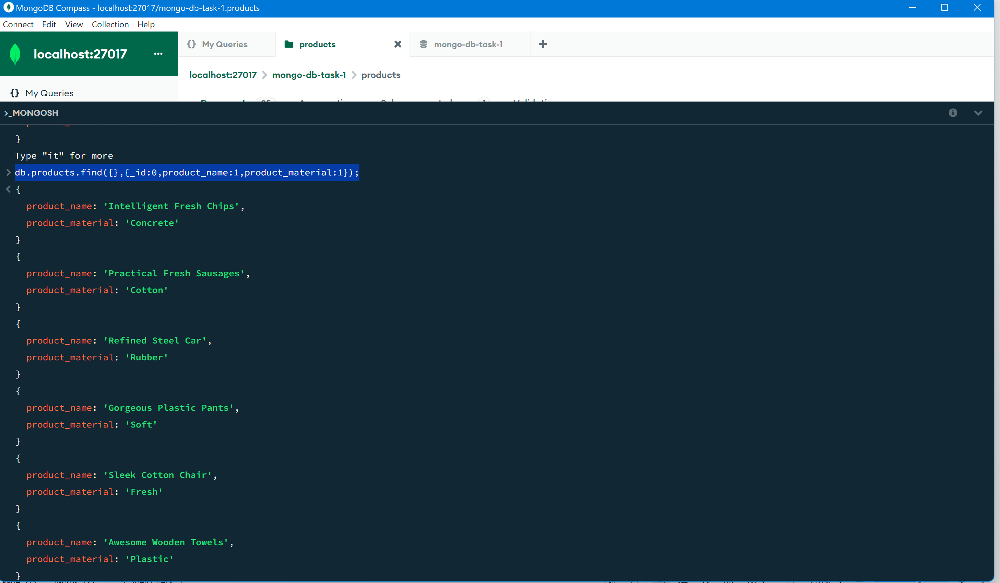 MongoDB Compass - localhost:27017/mongo-db-task-1.products
Connect Edit View Collection Help
localhost:27017 ...
{} My Queries
products
mongo-db-task-1
localhost:27017 > mongo-db-task-1 > products
{} My Queries
>_MONGOSH
}
Type "it" for more
> db.products.find({},{_id:0,product_name:1,product_material:1});
< {
product_name: 'Intelligent Fresh Chips',
product_material: 'Concrete'
}
{
product_name: 'Practical Fresh Sausages',
product_material: 'Cotton'
}
{
product_name: 'Refined Steel Car',
product_material: 'Rubber'
}
{
product_name: 'Gorgeous Plastic Pants',
product_material: 'Soft'
}
{
product_name: 'Sleek Cotton Chair',
product_material: 'Fresh'
}
{
product_name: 'Awesome Wooden Towels',
product_material: 'Plastic'
}